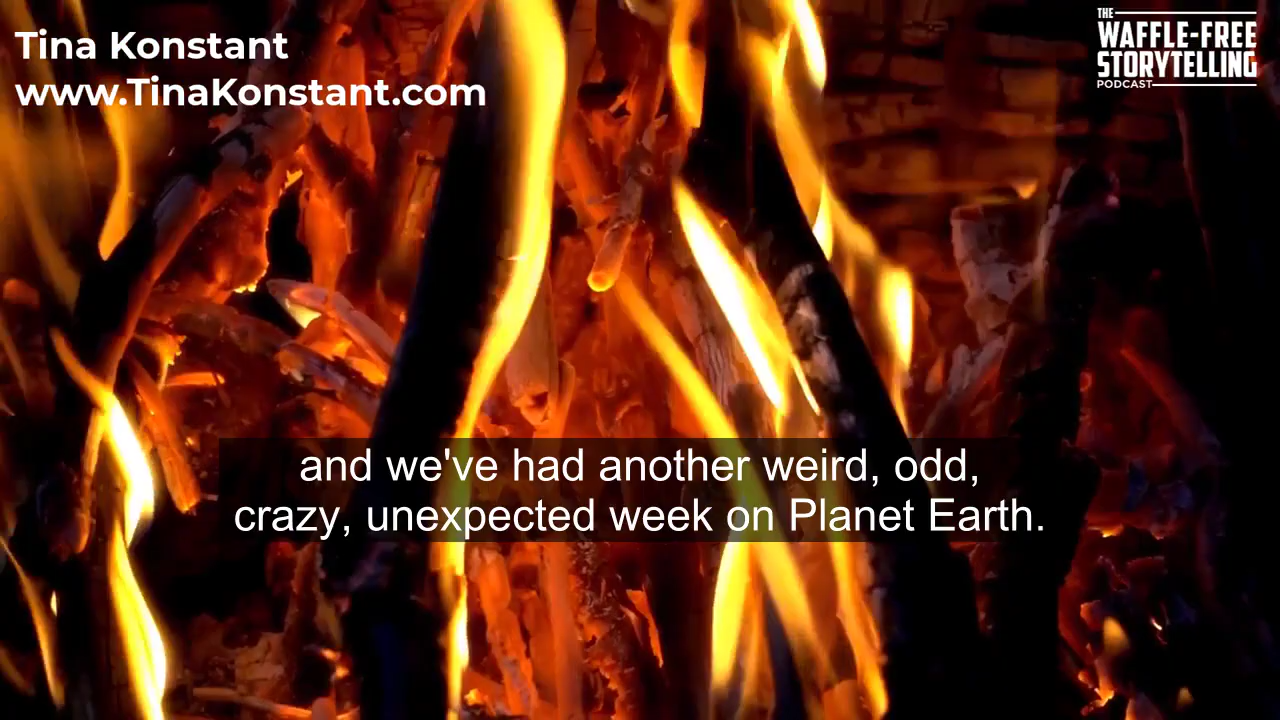 Tina Konstant
www.TinaKonstant.com
THE
WAFFLE-FREE
STORYTELLING
PODCAST
and we've had another weird, odd,
crazy, unexpected week on Planet Earth.